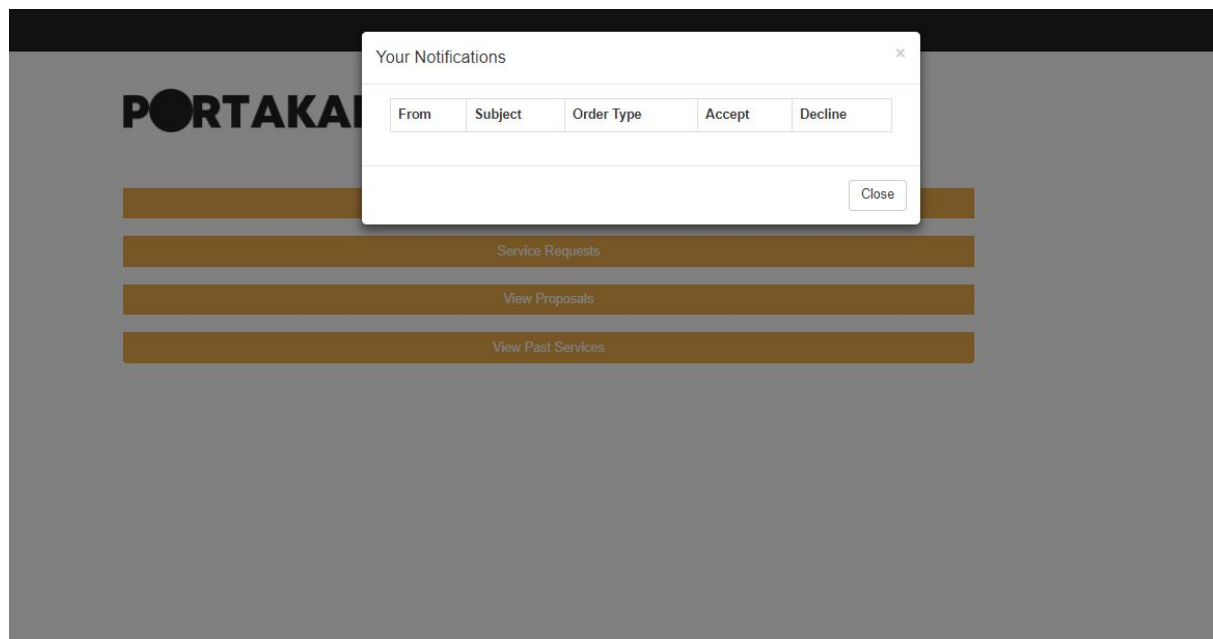 Your Notifications ×
PORTAKAL
From Subject Order Type Accept Decline
Close
Service Requests
View Proposals
View Past Services